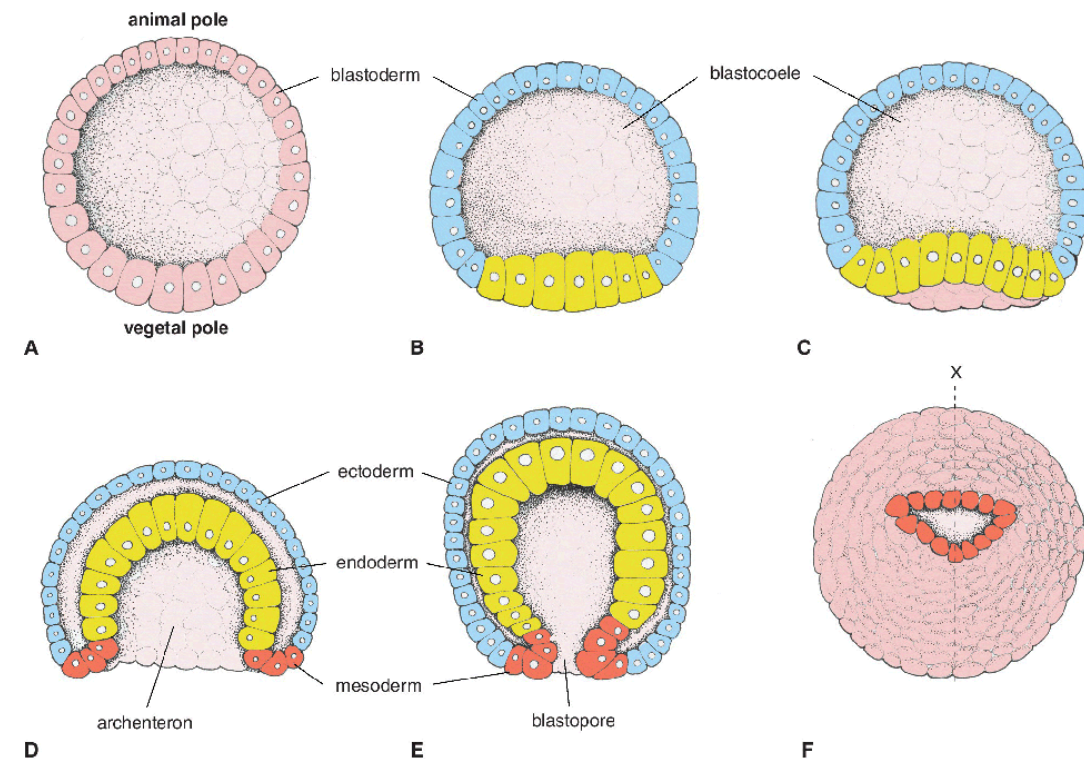 animal pole
blastoderm
blastocoele
vegetal pole
A
B
C
X
ectoderm
endoderm
mesoderm
archenteron
blastopore
D
E
F